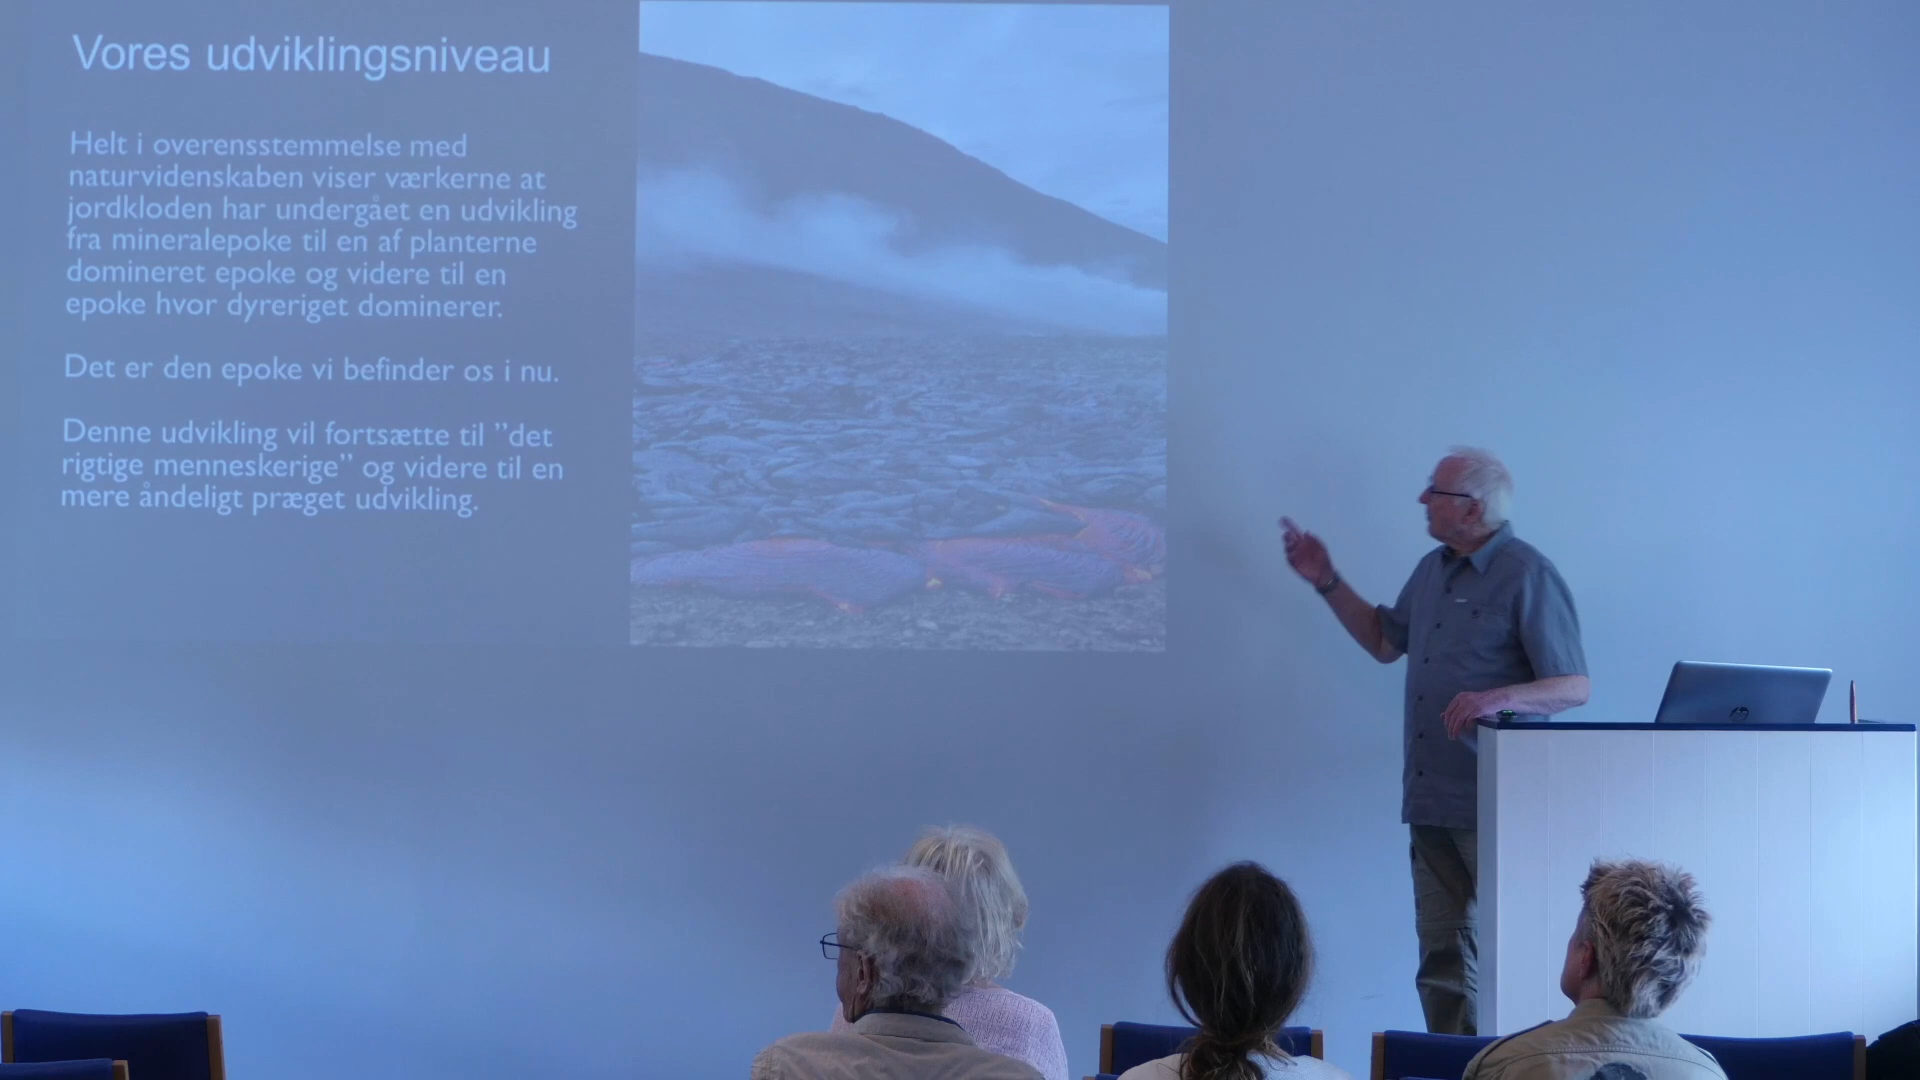 Vores udviklingsniveau
Helt i overensstemmelse med
naturvidenskaben viser værkerne at
jordkloden har undergået en udvikling
fra mineralepoke til en af planterne
domineret epoke og videre til en
epoke hvor dyreriget dominerer.
Det er den epoke vi befinder os i nu.
Denne udvikling vil fortsætte til ”det
rigtige menneskerige” og videre til en
mere åndeligt præget udvikling.
hp